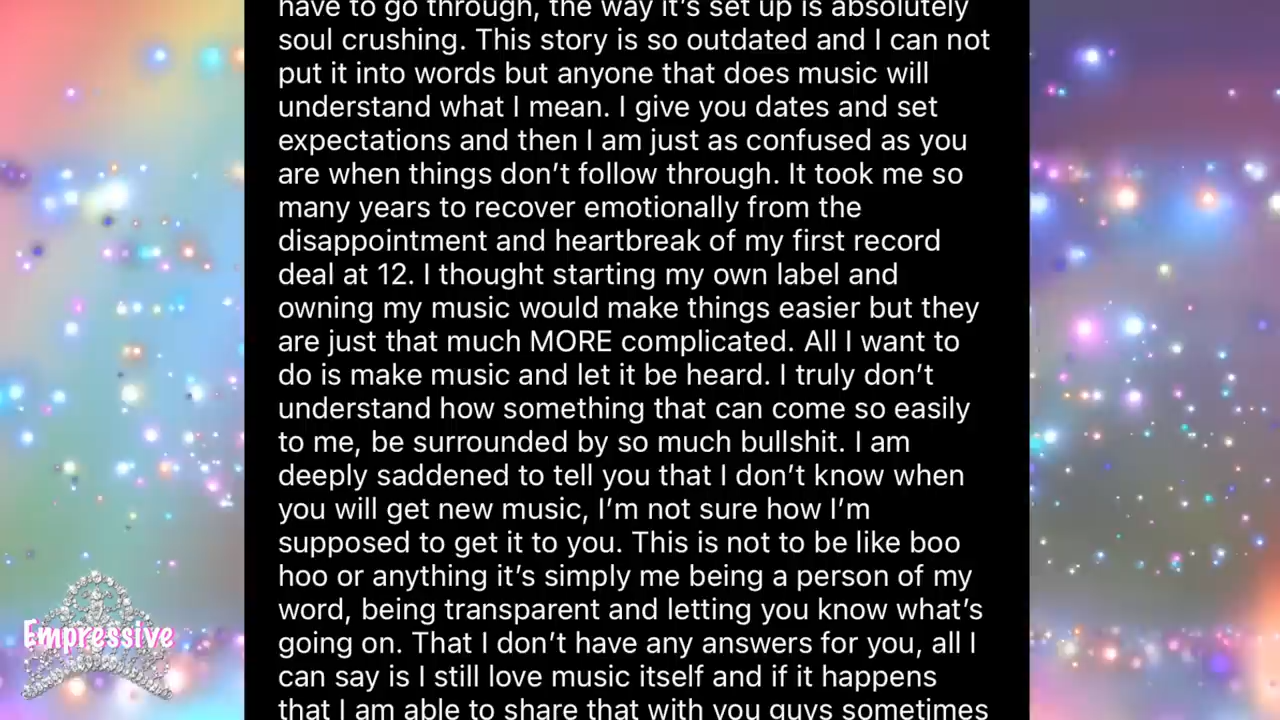 have to go through, the way it's set up is absolutely
soul crushing. This story is so outdated and I can not
put it into words but anyone that does music will
understand what I mean. I give you dates and set
expectations and then I am just as confused as you
are when things don't follow through. It took me so
many years to recover emotionally from the
disappointment and heartbreak of my first record
deal at 12. I thought starting my own label and
owning my music would make things easier but they
are just that much MORE complicated. All I want to
do is make music and let it be heard. I truly don't
understand how something that can come so easily
to me, be surrounded by so much bullshit. I am
deeply saddened to tell you that I don't know when
you will get new music, I'm not sure how I'm
supposed to get it to you. This is not to be like boo
hoo or anything it's simply me being a person of my
word, being transparent and letting you know what's
going on. That I don't have any answers for you, all I
can say is I still love music itself and if it happens
that I am able to share that with you guys sometimes
Empressive